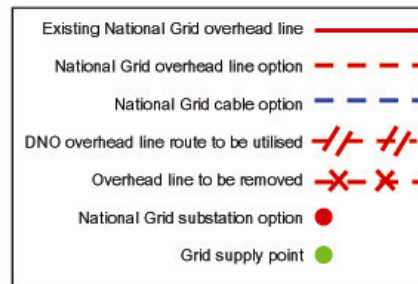 Existing National Grid overhead line
National Grid overhead line option
National Grid cable option
DNO overhead line route to be utilised
Overhead line to be removed
National Grid substation option
Grid supply point